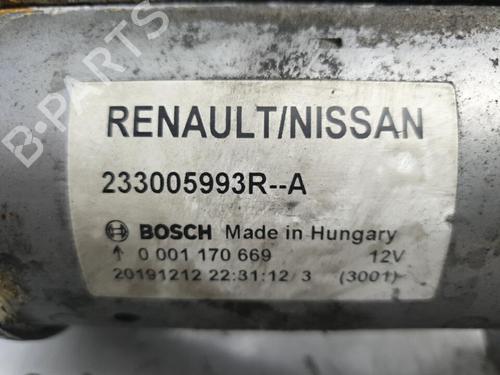 B-PARTS
RENAULT/NISSAN
233005993R--A
BOSCH Made in Hungary
↑ 0 001 170 669 12V
20191212 22:31:12/ 3 (3001)